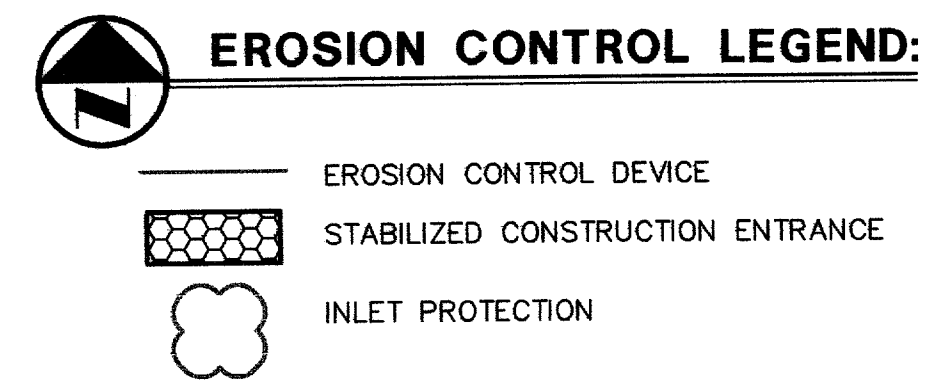 EROSION CONTROL LEGEND:
N
EROSION CONTROL DEVICE
STABILIZED CONSTRUCTION ENTRANCE
INLET PROTECTION